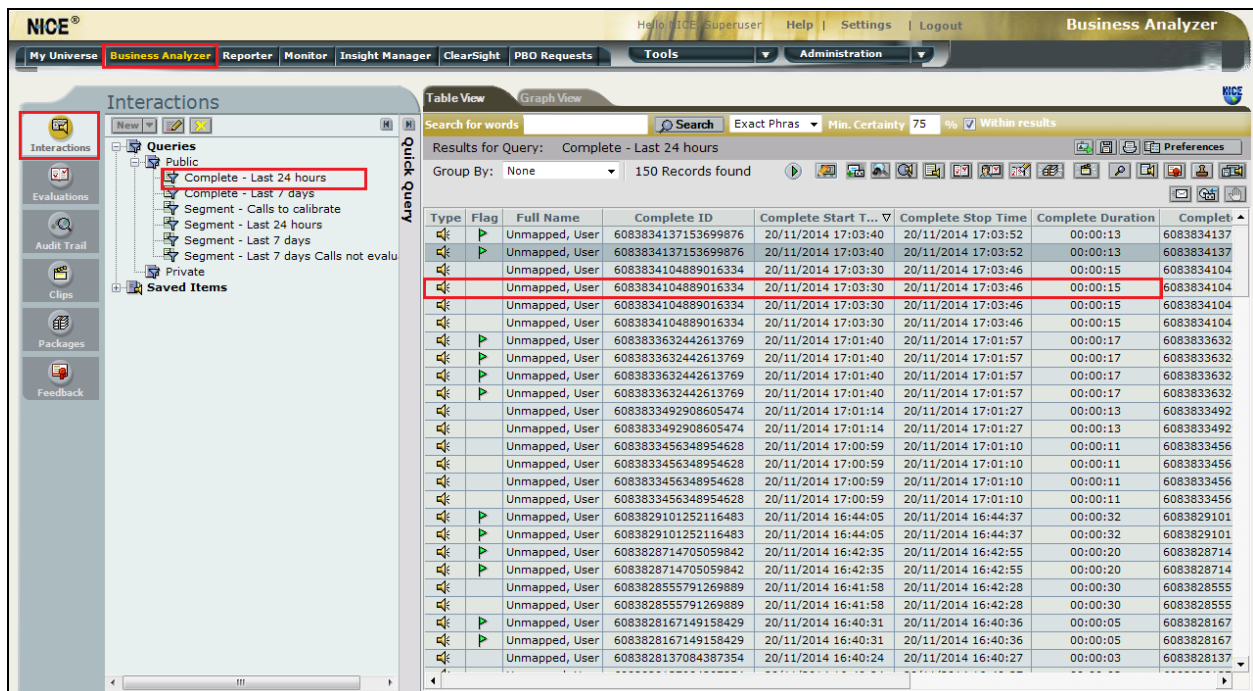 NICE®
Hello NICE, Superuser Help | Settings | Logout
Business Analyzer
My Universe Business Analyzer Reporter Monitor Insight Manager ClearSight PBO Requests Tools Administration
Interactions
Table View Graph View
NICE
New
Search for words Search Exact Phras Min. Certainty 75 % Within results
Interactions
Evaluations
Audit Trail
Clips
Packages
Feedback
Queries
Public
Complete - Last 24 hours
Complete - Last 7 days
Segment - Calls to calibrate
Segment - Last 24 hours
Segment - Last 7 days
Segment - Last 7 days Calls not evalu
Private
Saved Items
Quick Query
Results for Query: Complete - Last 24 hours Preferences
Group By: None 150 Records found
Type Flag Full Name Complete ID Complete Start T... Complete Stop Time Complete Duration Complet
Unmapped, User 6083834137153699876 20/11/2014 17:03:40 20/11/2014 17:03:52 00:00:13 6083834137
Unmapped, User 6083834137153699876 20/11/2014 17:03:40 20/11/2014 17:03:52 00:00:13 6083834137
Unmapped, User 6083834104889016334 20/11/2014 17:03:30 20/11/2014 17:03:46 00:00:15 6083834104
Unmapped, User 6083834104889016334 20/11/2014 17:03:30 20/11/2014 17:03:46 00:00:15 6083834104
Unmapped, User 6083834104889016334 20/11/2014 17:03:30 20/11/2014 17:03:46 00:00:15 6083834104
Unmapped, User 6083834104889016334 20/11/2014 17:03:30 20/11/2014 17:03:46 00:00:15 6083834104
Unmapped, User 6083833632442613769 20/11/2014 17:01:40 20/11/2014 17:01:57 00:00:17 6083833632
Unmapped, User 6083833632442613769 20/11/2014 17:01:40 20/11/2014 17:01:57 00:00:17 6083833632
Unmapped, User 6083833632442613769 20/11/2014 17:01:40 20/11/2014 17:01:57 00:00:17 6083833632
Unmapped, User 6083833632442613769 20/11/2014 17:01:40 20/11/2014 17:01:57 00:00:17 6083833632
Unmapped, User 6083833492908605474 20/11/2014 17:01:14 20/11/2014 17:01:27 00:00:13 6083833492
Unmapped, User 6083833492908605474 20/11/2014 17:01:14 20/11/2014 17:01:27 00:00:13 6083833492
Unmapped, User 6083833456348954628 20/11/2014 17:00:59 20/11/2014 17:01:10 00:00:11 6083833456
Unmapped, User 6083833456348954628 20/11/2014 17:00:59 20/11/2014 17:01:10 00:00:11 6083833456
Unmapped, User 6083833456348954628 20/11/2014 17:00:59 20/11/2014 17:01:10 00:00:11 6083833456
Unmapped, User 6083833456348954628 20/11/2014 17:00:59 20/11/2014 17:01:10 00:00:11 6083833456
Unmapped, User 6083829101252116483 20/11/2014 16:44:05 20/11/2014 16:44:37 00:00:32 6083829101
Unmapped, User 6083829101252116483 20/11/2014 16:44:05 20/11/2014 16:44:37 00:00:32 6083829101
Unmapped, User 6083828714705059842 20/11/2014 16:42:35 20/11/2014 16:42:55 00:00:20 6083828714
Unmapped, User 6083828714705059842 20/11/2014 16:42:35 20/11/2014 16:42:55 00:00:20 6083828714
Unmapped, User 6083828555791269889 20/11/2014 16:41:58 20/11/2014 16:42:28 00:00:30 6083828555
Unmapped, User 6083828555791269889 20/11/2014 16:41:58 20/11/2014 16:42:28 00:00:30 6083828555
Unmapped, User 6083828167149158429 20/11/2014 16:40:31 20/11/2014 16:40:36 00:00:05 6083828167
Unmapped, User 6083828167149158429 20/11/2014 16:40:31 20/11/2014 16:40:36 00:00:05 6083828167
Unmapped, User 6083828137084387354 20/11/2014 16:40:24 20/11/2014 16:40:27 00:00:03 6083828137